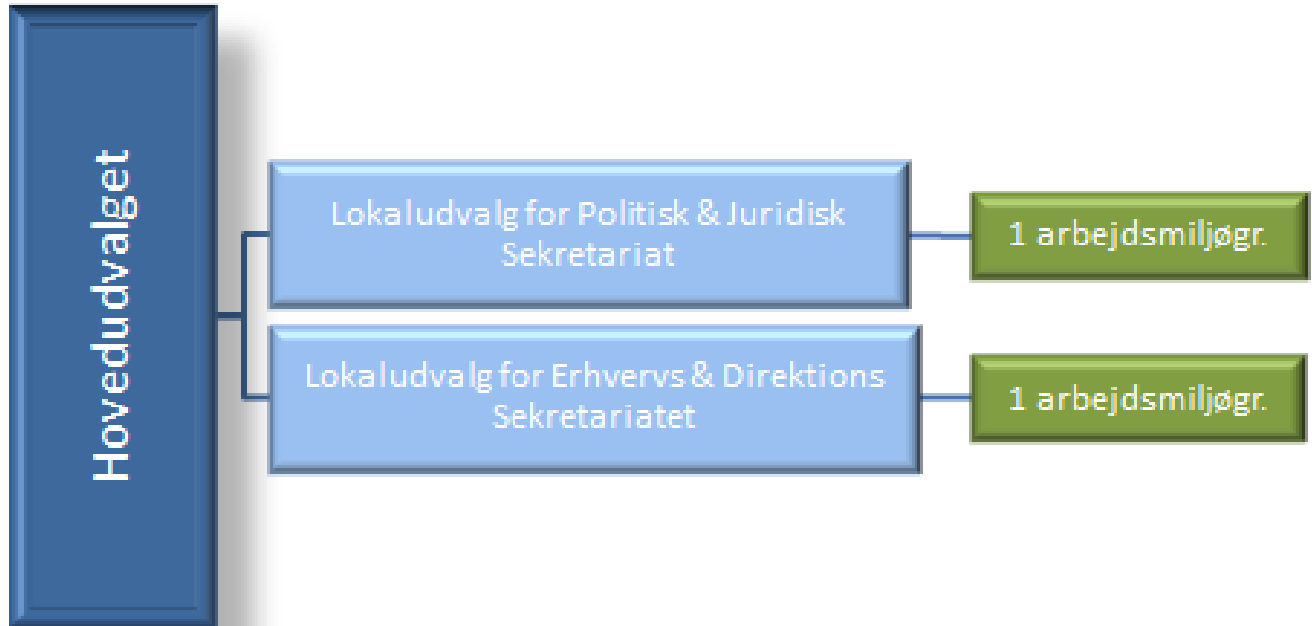 Hovedudvalget
Lokaludvalg for Politisk & Juridisk
Sekretariat
1 arbejdsmiljøgr.
Lokaludvalg for Erhvervs & Direktions
Sekretariatet
1 arbejdsmiljøgr.